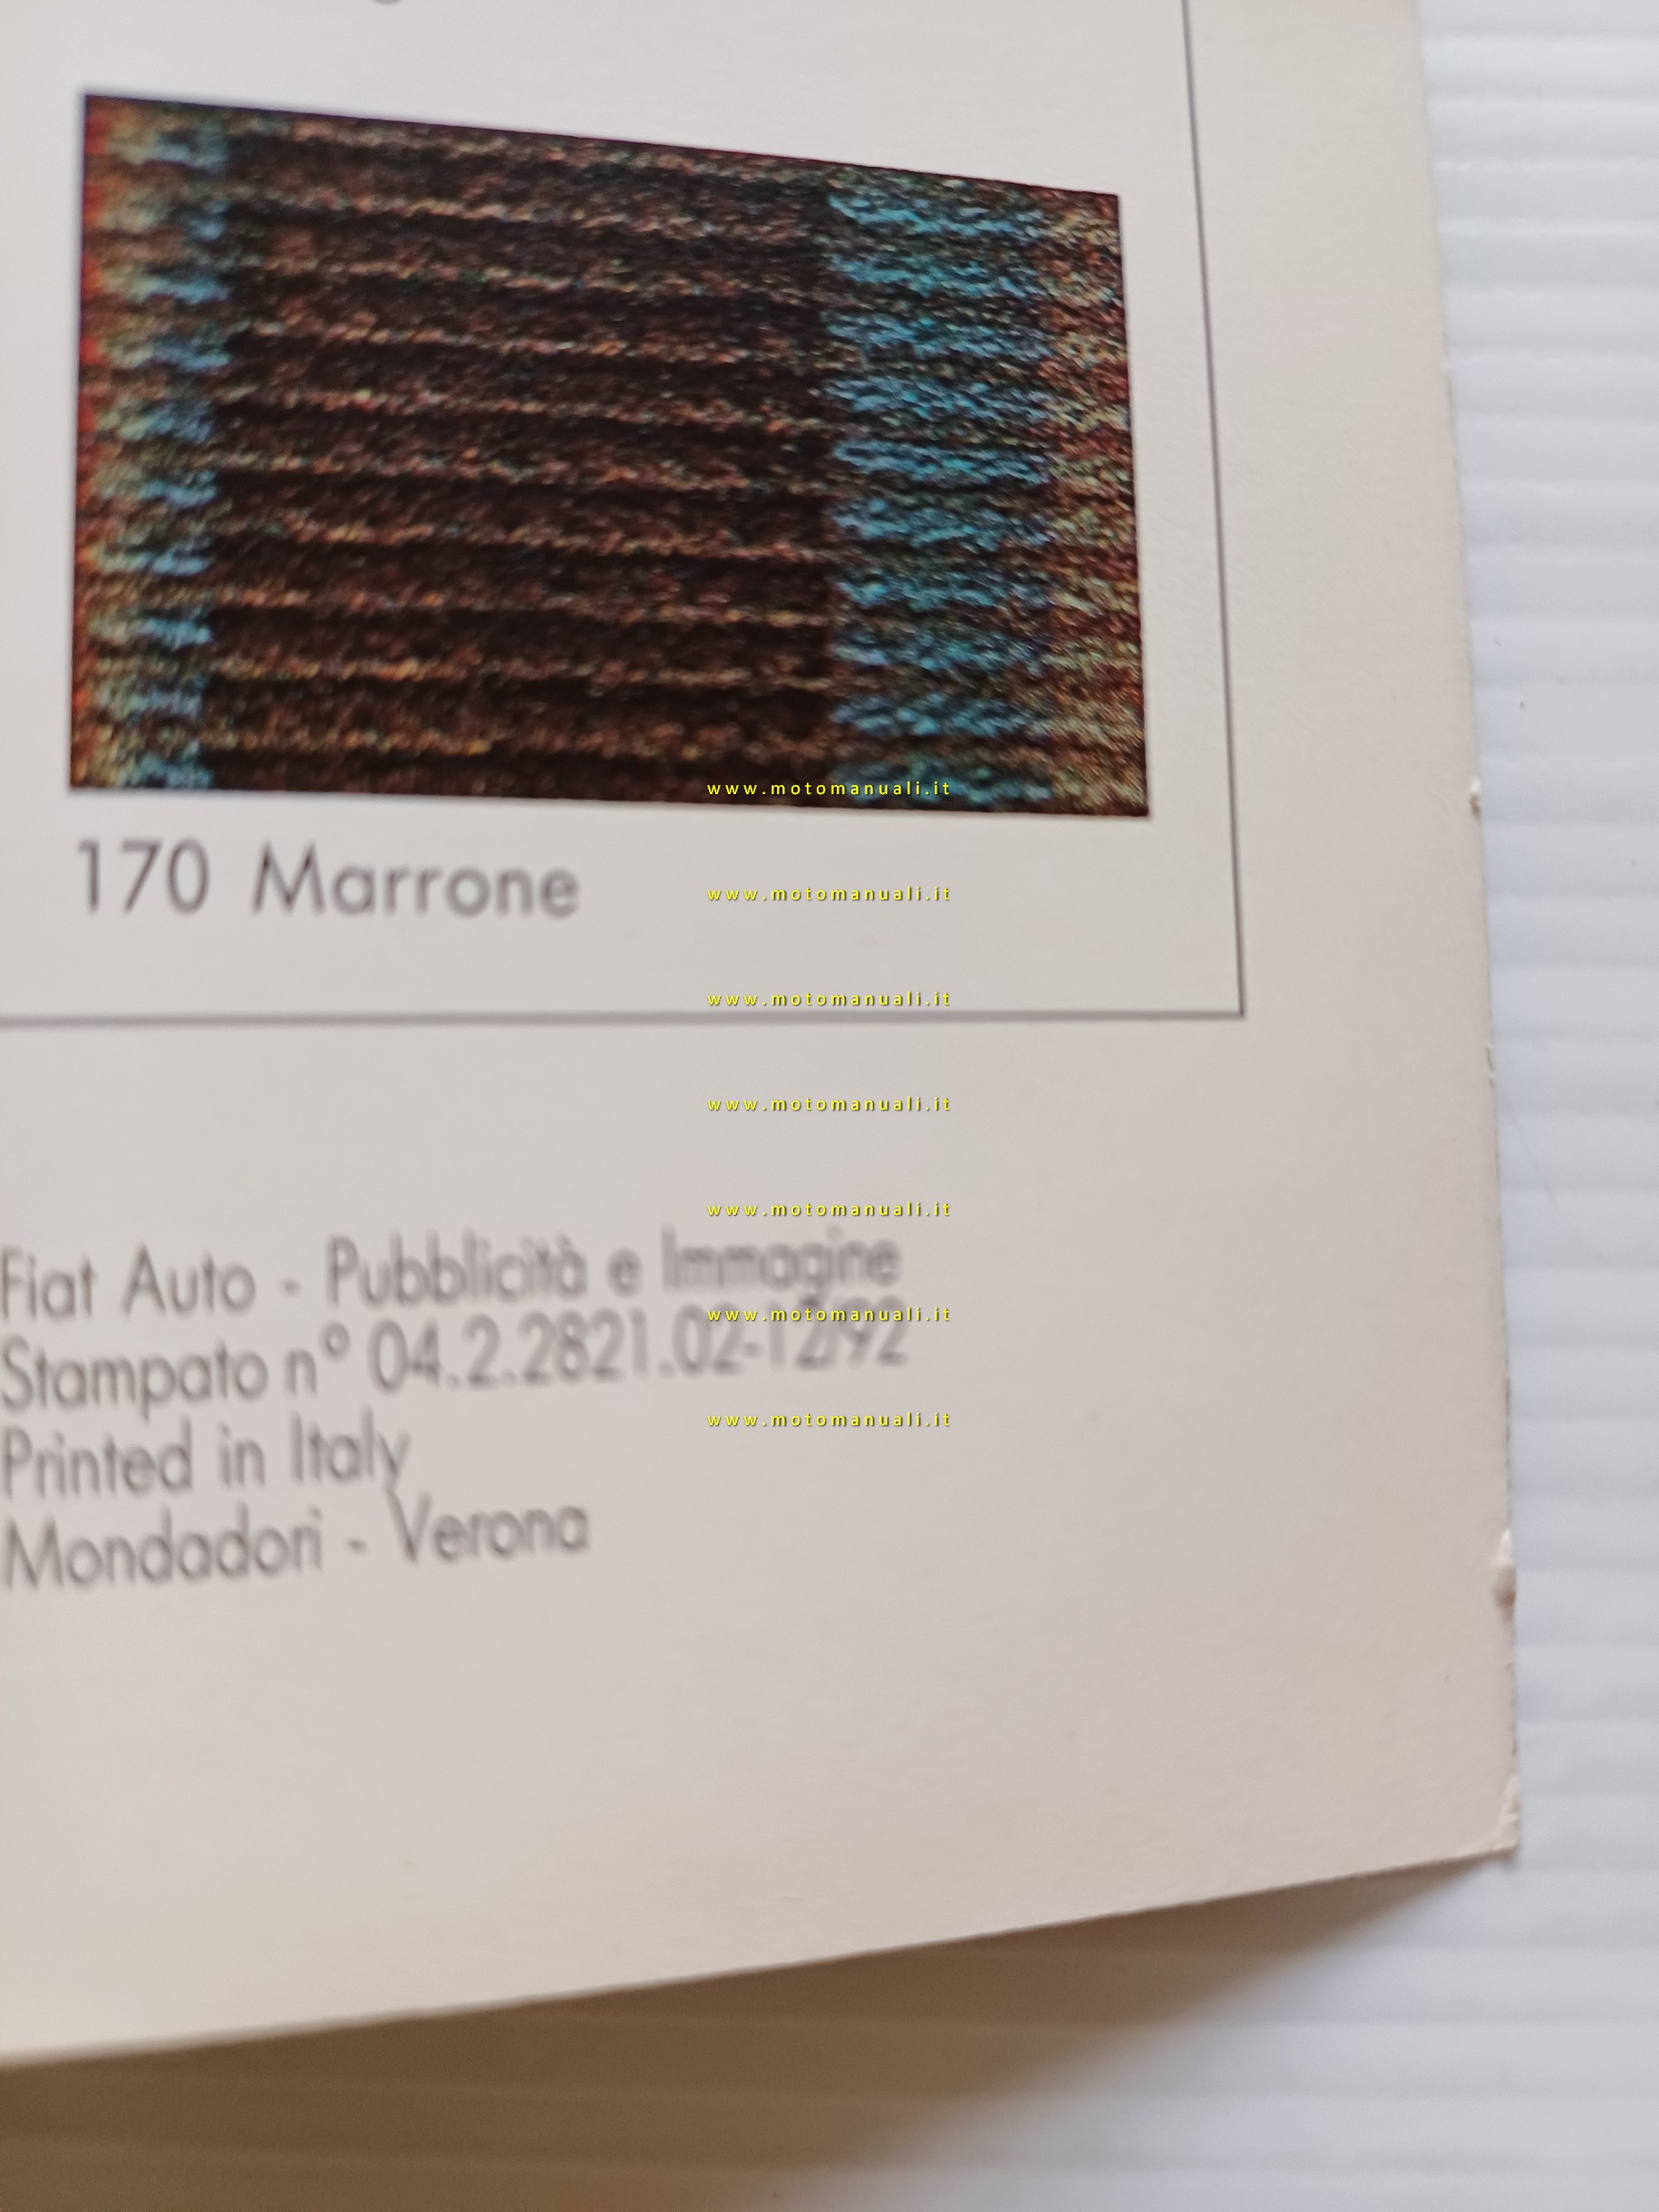 www.motomanuali.it
170 Marrone
www.motomanuali.it
www.motomanuali.it
www.motomanuali.it
www.motomanuali.it
Fiat Auto - Pubblicità e Immagine
www.motomanuali.it
Stampato n° 04.2.2821.02-12/92
www.motomanuali.it
Printed in Italy
Mondadori - Verona